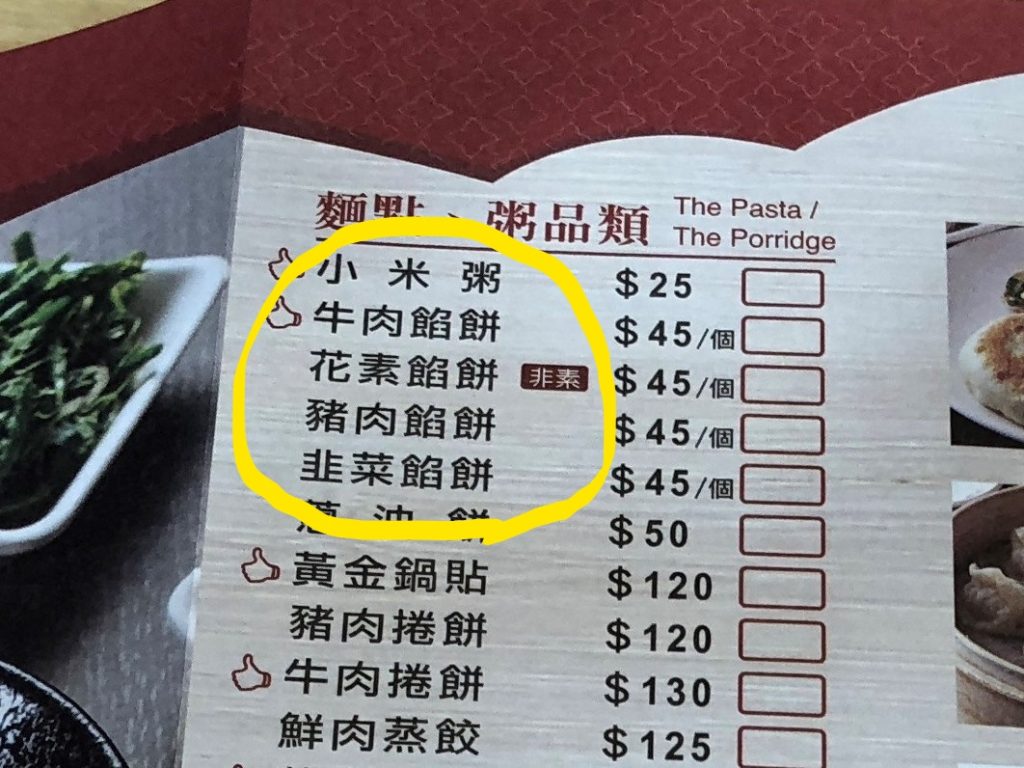 麵點、粥品類 The Pasta /
The Porridge
小米粥 $25
牛肉餡餅 $45/個
花素餡餅 非素 $45/個
豬肉餡餅 $45/個
韭菜餡餅 $45/個
蔥油餅 $50
黃金鍋貼 $120
豬肉捲餅 $120
牛肉捲餅 $130
鮮肉蒸餃 $125